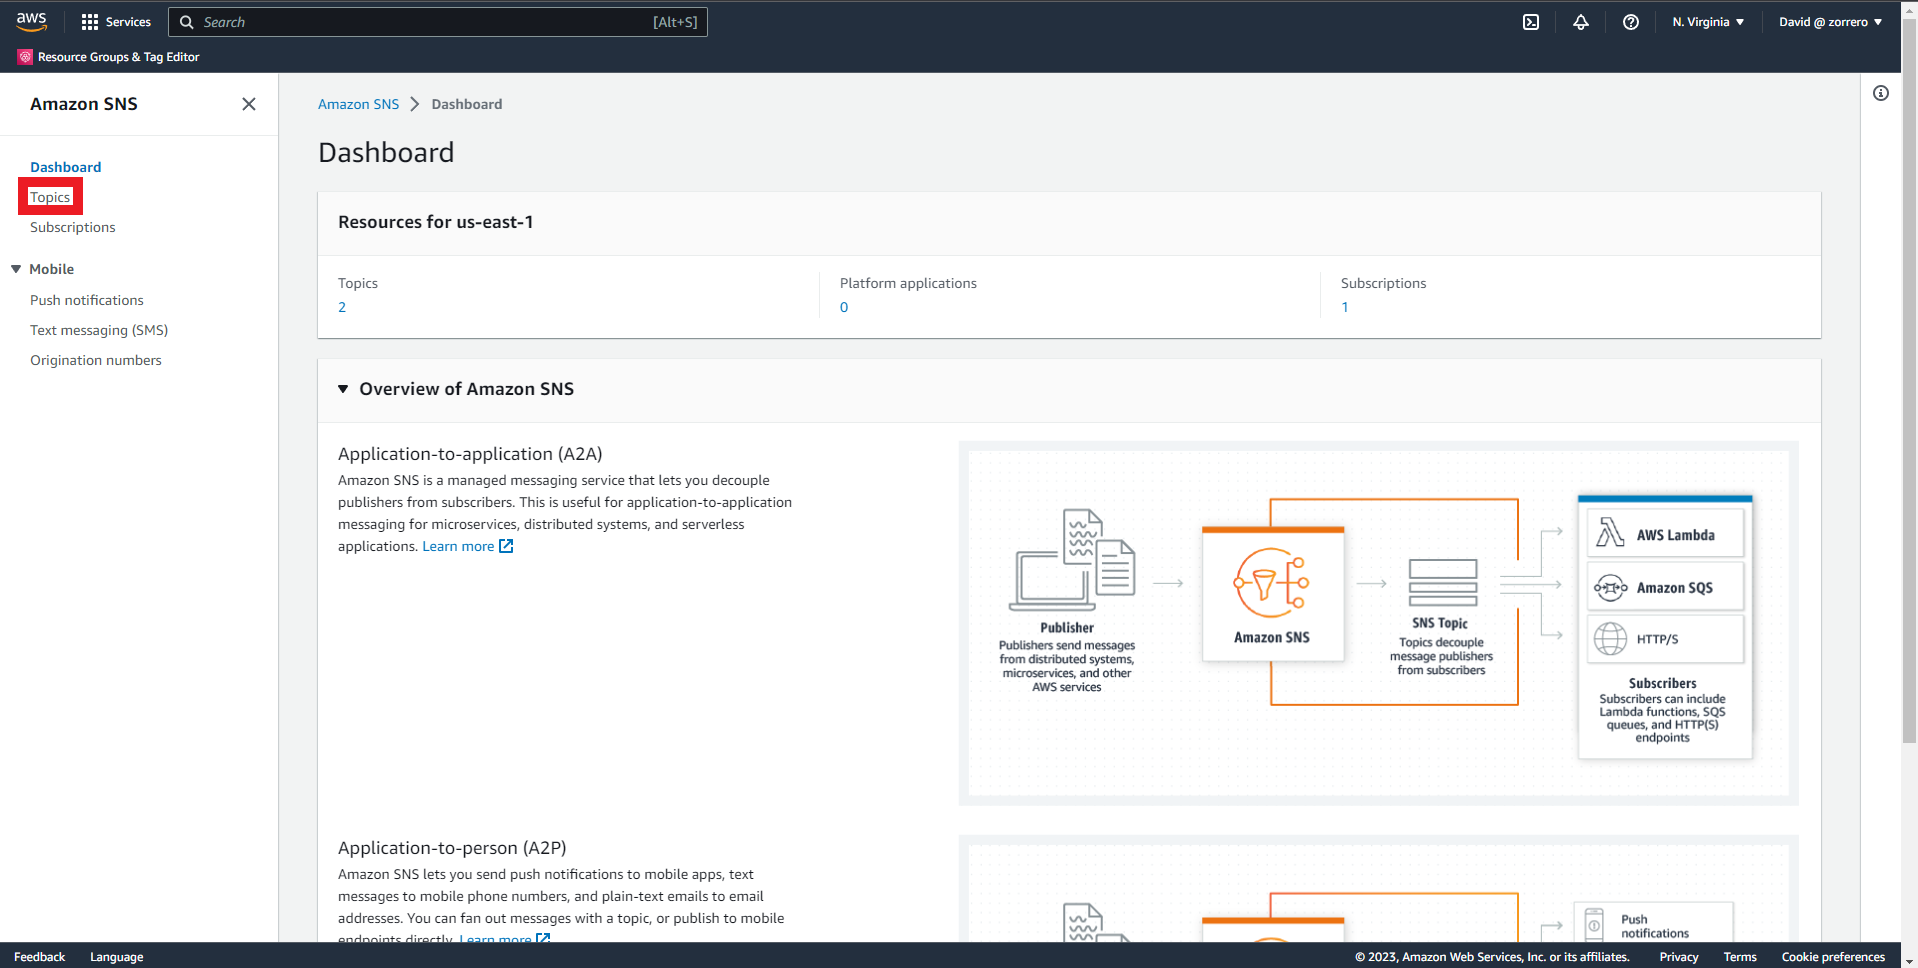 aws
Services
Search
[Alt+S]
N. Virginia
David @ zorrero
Resource Groups & Tag Editor
Amazon SNS
Dashboard
Topics
Subscriptions
Mobile
Push notifications
Text messaging (SMS)
Origination numbers
Amazon SNS
Dashboard
Dashboard
Resources for us-east-1
Topics
2
Platform applications
0
Subscriptions
1
Overview of Amazon SNS
Application-to-application (A2A)
Amazon SNS is a managed messaging service that lets you decouple
publishers from subscribers. This is useful for application-to-application
messaging for microservices, distributed systems, and serverless
applications. Learn more
Publisher
Publishers send messages
from distributed systems,
microservices, and other
AWS services
Amazon SNS
SNS Topic
Topics decouple
message publishers
from subscribers
AWS Lambda
Amazon SQS
HTTP/S
Subscribers
Subscribers can include
Lambda functions, SQS
queues, and HTTP(S)
endpoints
Application-to-person (A2P)
Amazon SNS lets you send push notifications to mobile apps, text
messages to mobile phone numbers, and plain-text emails to email
addresses. You can fan out messages with a topic, or publish to mobile
endpoints directly. Learn more
Push
notifications
Feedback
Language
© 2023, Amazon Web Services, Inc. or its affiliates.
Privacy
Terms
Cookie preferences